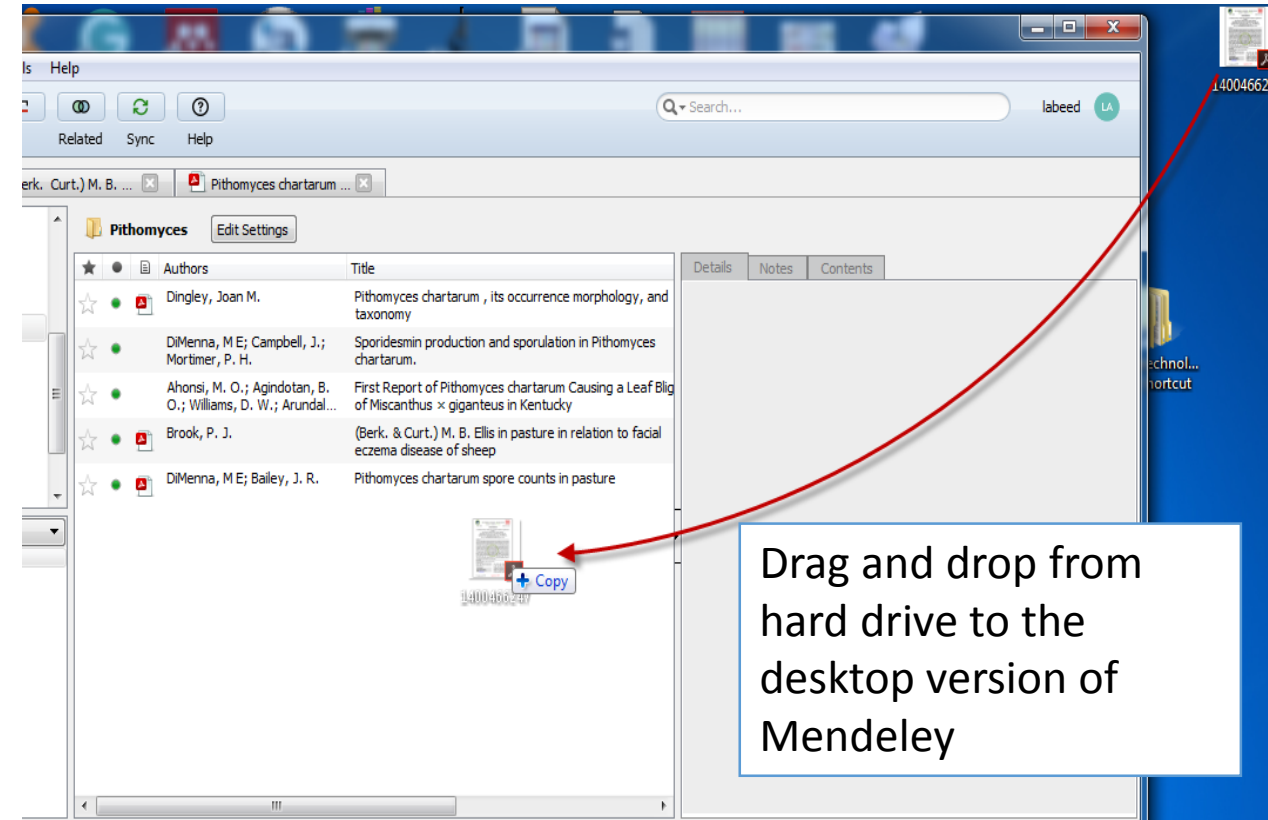 ls Help
Related Sync Help
Search...
labeed LA
14004662
erk. Curt.) M. B. ...
Pithomyces chartarum ...
Pithomyces Edit Settings
Authors Title
Details Notes Contents
Dingley, Joan M. Pithomyces chartarum , its occurrence morphology, and
taxonomy
DiMenna, M E; Campbell, J.; Sporidesmin production and sporulation in Pithomyces
Mortimer, P. H. chartarum.
Ahonsi, M. O.; Agindotan, B. First Report of Pithomyces chartarum Causing a Leaf Blig
O.; Williams, D. W.; Arundal... of Miscanthus × giganteus in Kentucky
Brook, P. J. (Berk. & Curt.) M. B. Ellis in pasture in relation to facial
eczema disease of sheep
DiMenna, M E; Bailey, J. R. Pithomyces chartarum spore counts in pasture
echnol...
hortcut
Copy
1400466247
Drag and drop from
hard drive to the
desktop version of
Mendeley